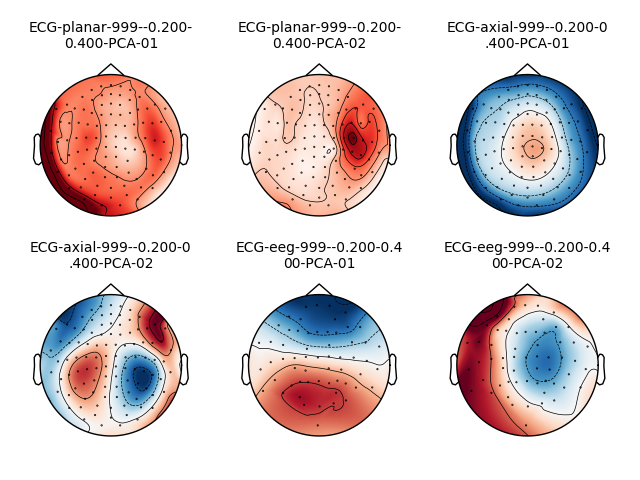 ECG-planar-999--0.200-
0.400-PCA-01
ECG-planar-999--0.200-
0.400-PCA-02
ECG-axial-999--0.200-0
.400-PCA-01
ECG-axial-999--0.200-0
.400-PCA-02
ECG-eeg-999--0.200-0.4
00-PCA-01
ECG-eeg-999--0.200-0.4
00-PCA-02